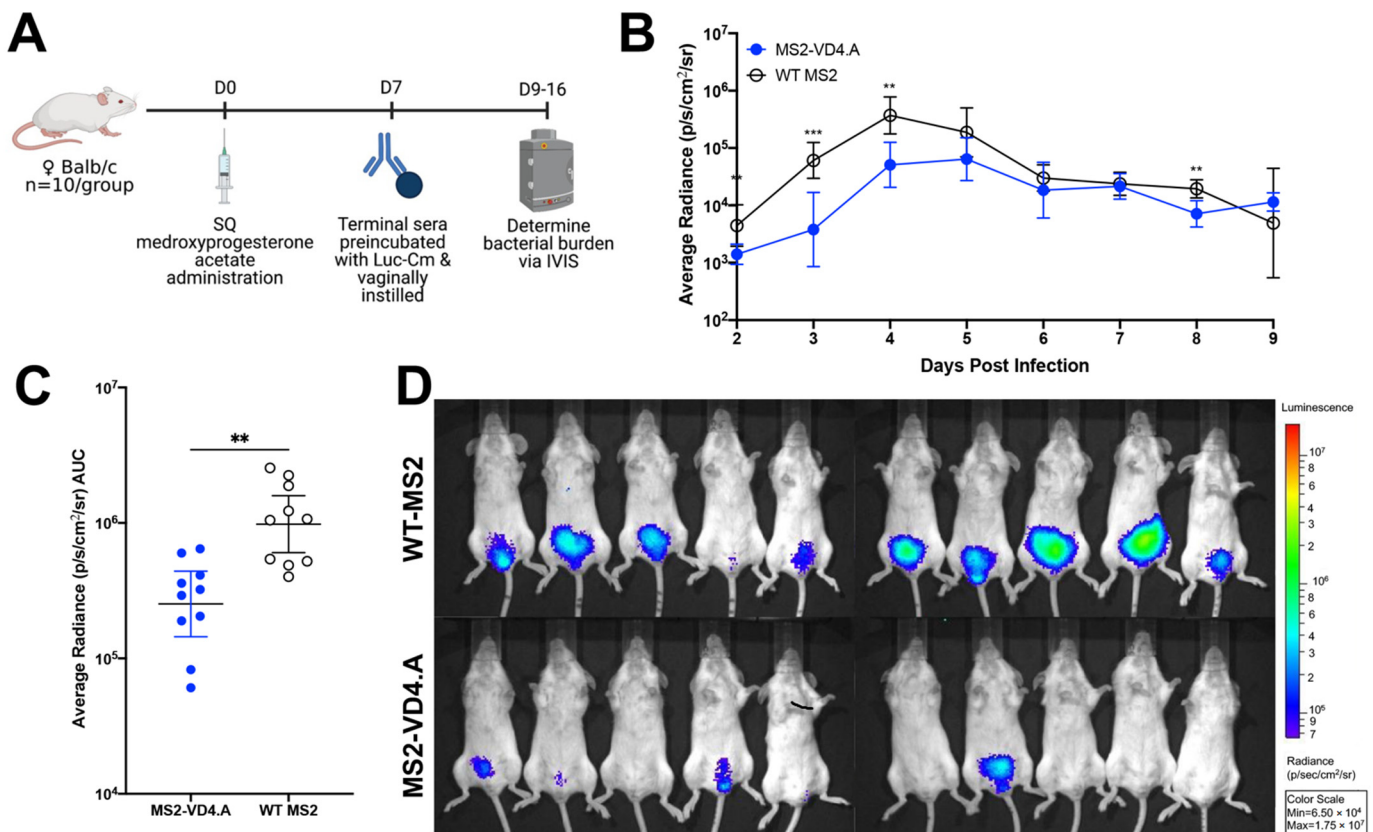 A
D0
D7
D9-16
♀ Balb/c
n=10/group
SQ
medroxyprogesterone
acetate
administration
Terminal sera
preincubated
with Luc-Cm &
vaginally
instilled
Determine
bacterial burden
via IVIS
B
Average Radiance (p/s/cm²/sr)
10⁷
10⁶
10⁵
10⁴
10³
10²
MS2-VD4.A
WT MS2
**
***
**
**
2
3
4
5
6
7
8
9
Days Post Infection
C
Average Radiance (p/s/cm²/sr) AUC
10⁷
10⁶
10⁵
10⁴
**
MS2-VD4.A
WT MS2
D
WT-MS2
MS2-VD4.A
Luminescence
10⁷
8
6
4
3
2
10⁶
8
6
4
3
2
10⁵
9
8
7
Radiance
(p/sec/cm²/sr)
Color Scale
Min=6.50 × 10⁴
Max=1.75 × 10⁷